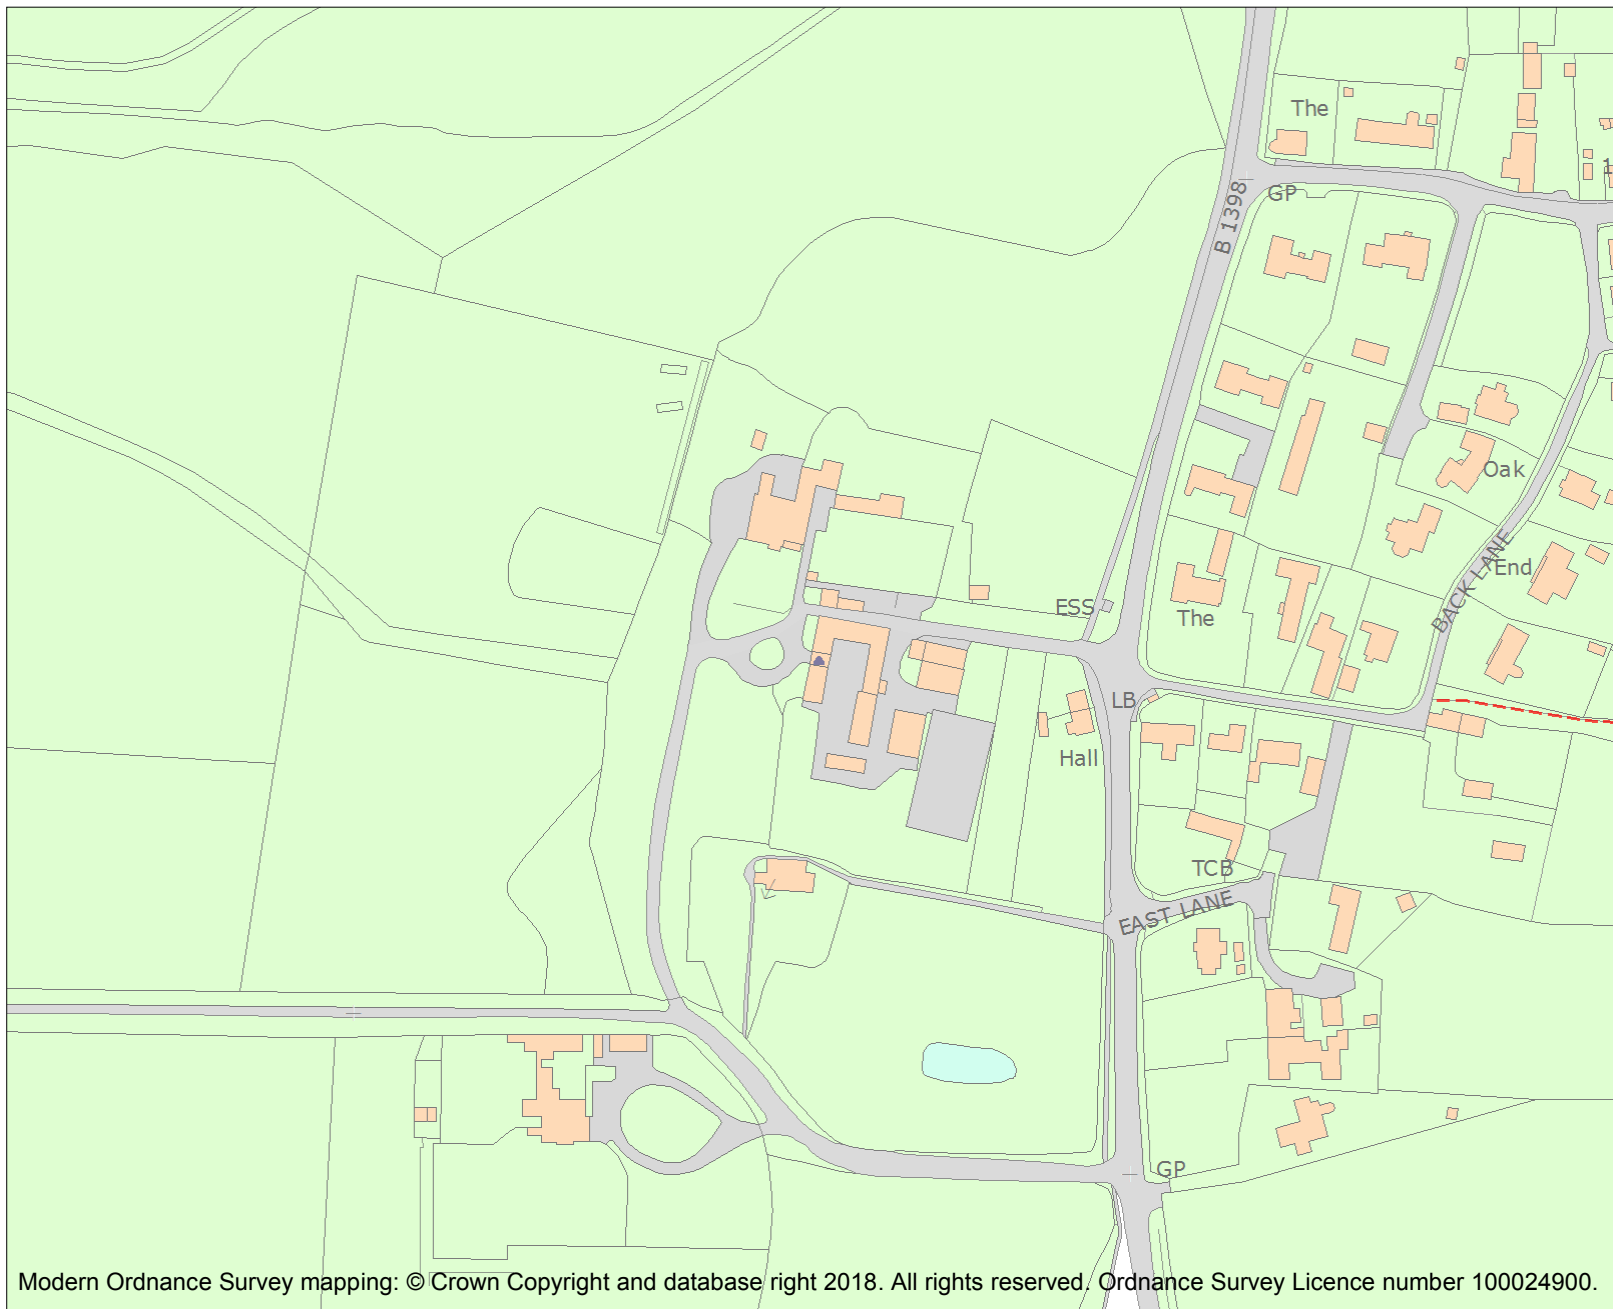 The
1
GP
B 1398
Oak
BACK LANE
End
ESS
The
LB
Hall
TCB
EAST LANE
GP
Modern Ordnance Survey mapping: © Crown Copyright and database right 2018. All rights reserved. Ordnance Survey Licence number 100024900.